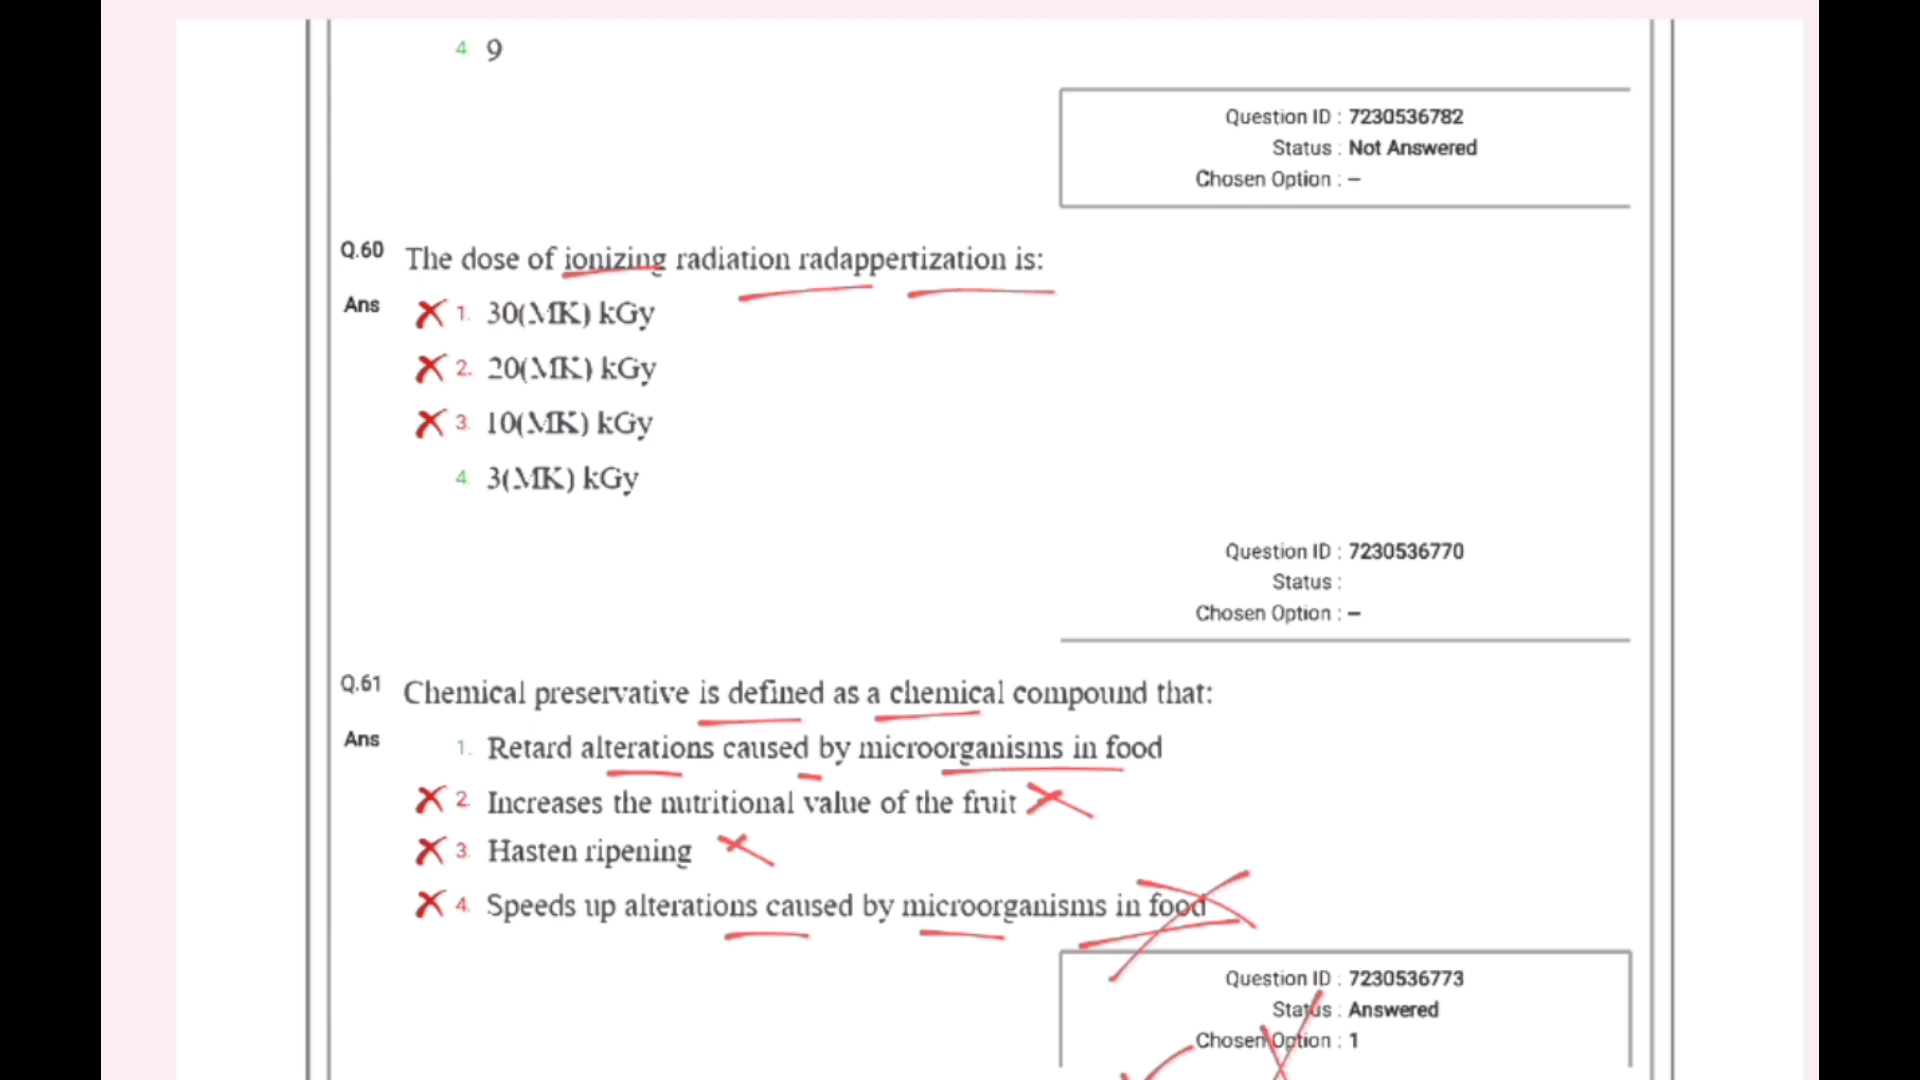 4. 9
Question ID : 7230536782
Status : Not Answered
Chosen Option : --
Q.60 The dose of ionizing radiation radappertization is:
Ans 1. 30(MK) kGy
2. 20(MK) kGy
3. 10(MK) kGy
4. 3(MK) kGy
Question ID : 7230536770
Status :
Chosen Option : --
Q.61 Chemical preservative is defined as a chemical compound that:
Ans 1. Retard alterations caused by microorganisms in food
2. Increases the nutritional value of the fruit
3. Hasten ripening
4. Speeds up alterations caused by microorganisms in food
Question ID : 7230536773
Status : Answered
Chosen Option : 1